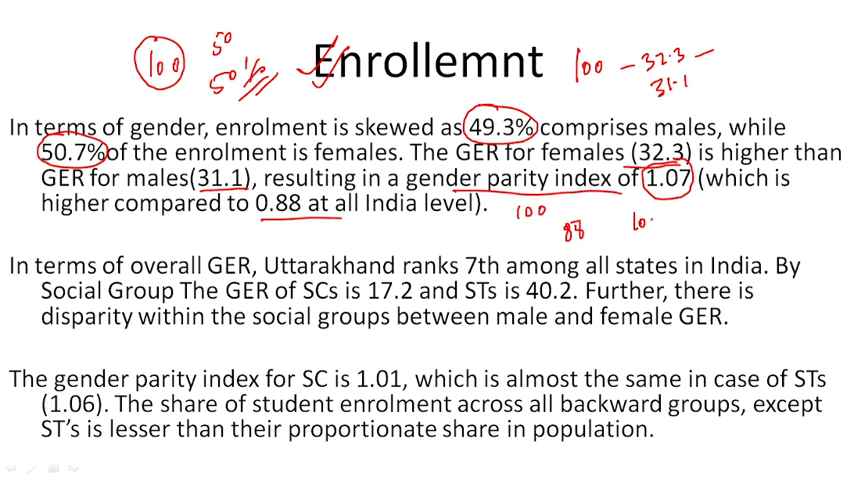 100 50 50% Enrollemnt 100 – 32.3 –
31.1
In terms of gender, enrolment is skewed as 49.3% comprises males, while
50.7% of the enrolment is females. The GER for females (32.3) is higher than
GER for males(31.1), resulting in a gender parity index of 1.07 (which is
higher compared to 0.88 at all India level).
100 88
In terms of overall GER, Uttarakhand ranks 7th among all states in India. By
Social Group The GER of SCs is 17.2 and STs is 40.2. Further, there is
disparity within the social groups between male and female GER.
The gender parity index for SC is 1.01, which is almost the same in case of STs
(1.06). The share of student enrolment across all backward groups, except
ST's is lesser than their proportionate share in population.